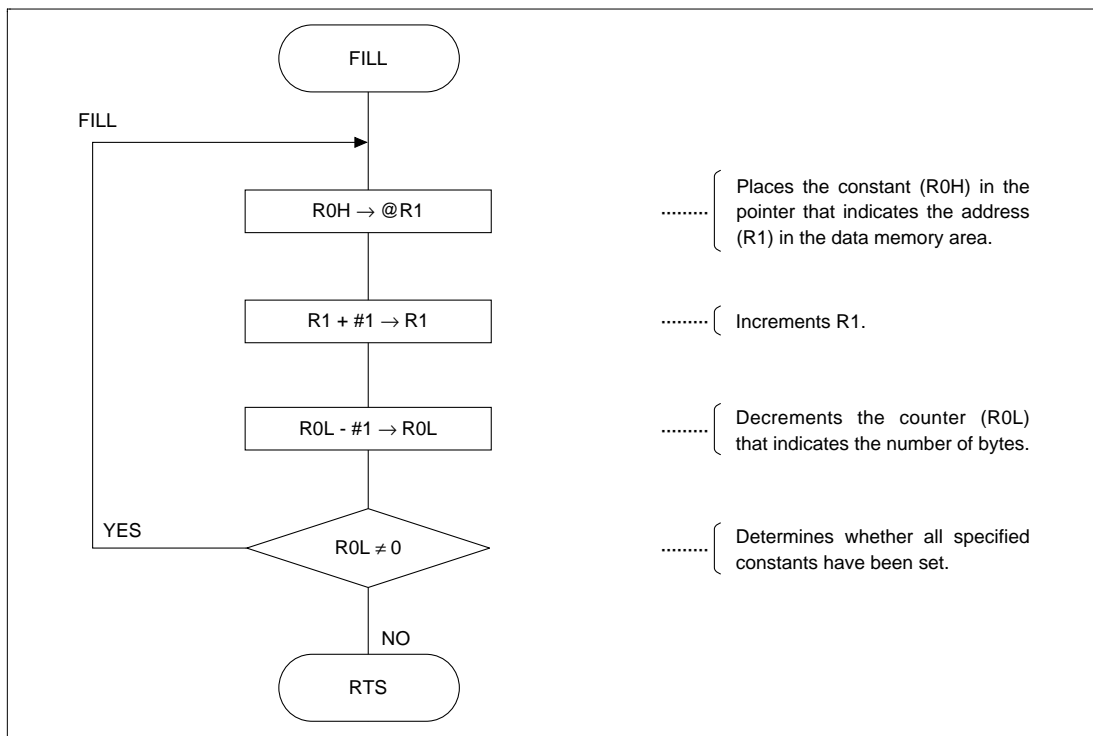 FILL
FILL
R0H → @R1
Places the constant (R0H) in the
pointer that indicates the address
(R1) in the data memory area.
R1 + #1 → R1
Increments R1.
R0L - #1 → R0L
Decrements the counter (R0L)
that indicates the number of bytes.
YES
R0L ≠ 0
Determines whether all specified
constants have been set.
NO
RTS